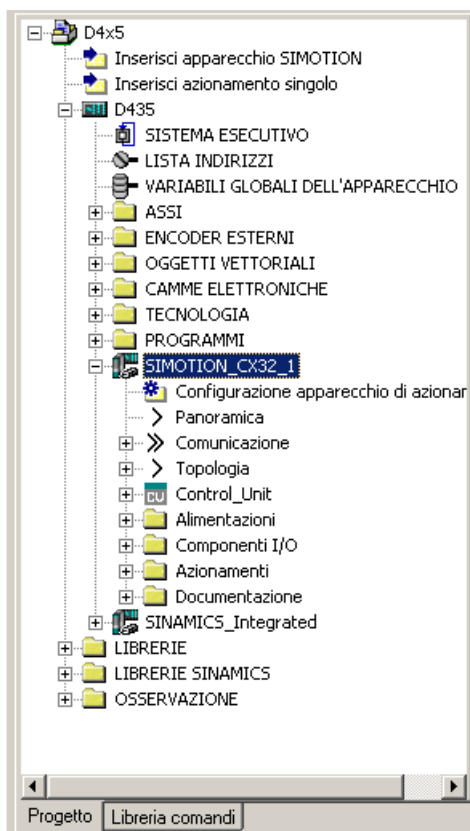 D4x5
Inserisci apparecchio SIMOTION
Inserisci azionamento singolo
D435
SISTEMA ESECUTIVO
LISTA INDIRIZZI
VARIABILI GLOBALI DELL'APPARECCHIO
ASSI
ENCODER ESTERNI
OGGETTI VETTORIALI
CAMME ELETTRONICHE
TECNOLOGIA
PROGRAMMI
SIMOTION_CX32_1
Configurazione apparecchio di azionar
Panoramica
Comunicazione
Topologia
CU Control_Unit
Alimentazioni
Componenti I/O
Azionamenti
Documentazione
SINAMICS_Integrated
LIBRERIE
LIBRERIE SINAMICS
OSSERVAZIONE
Progetto Libreria comandi